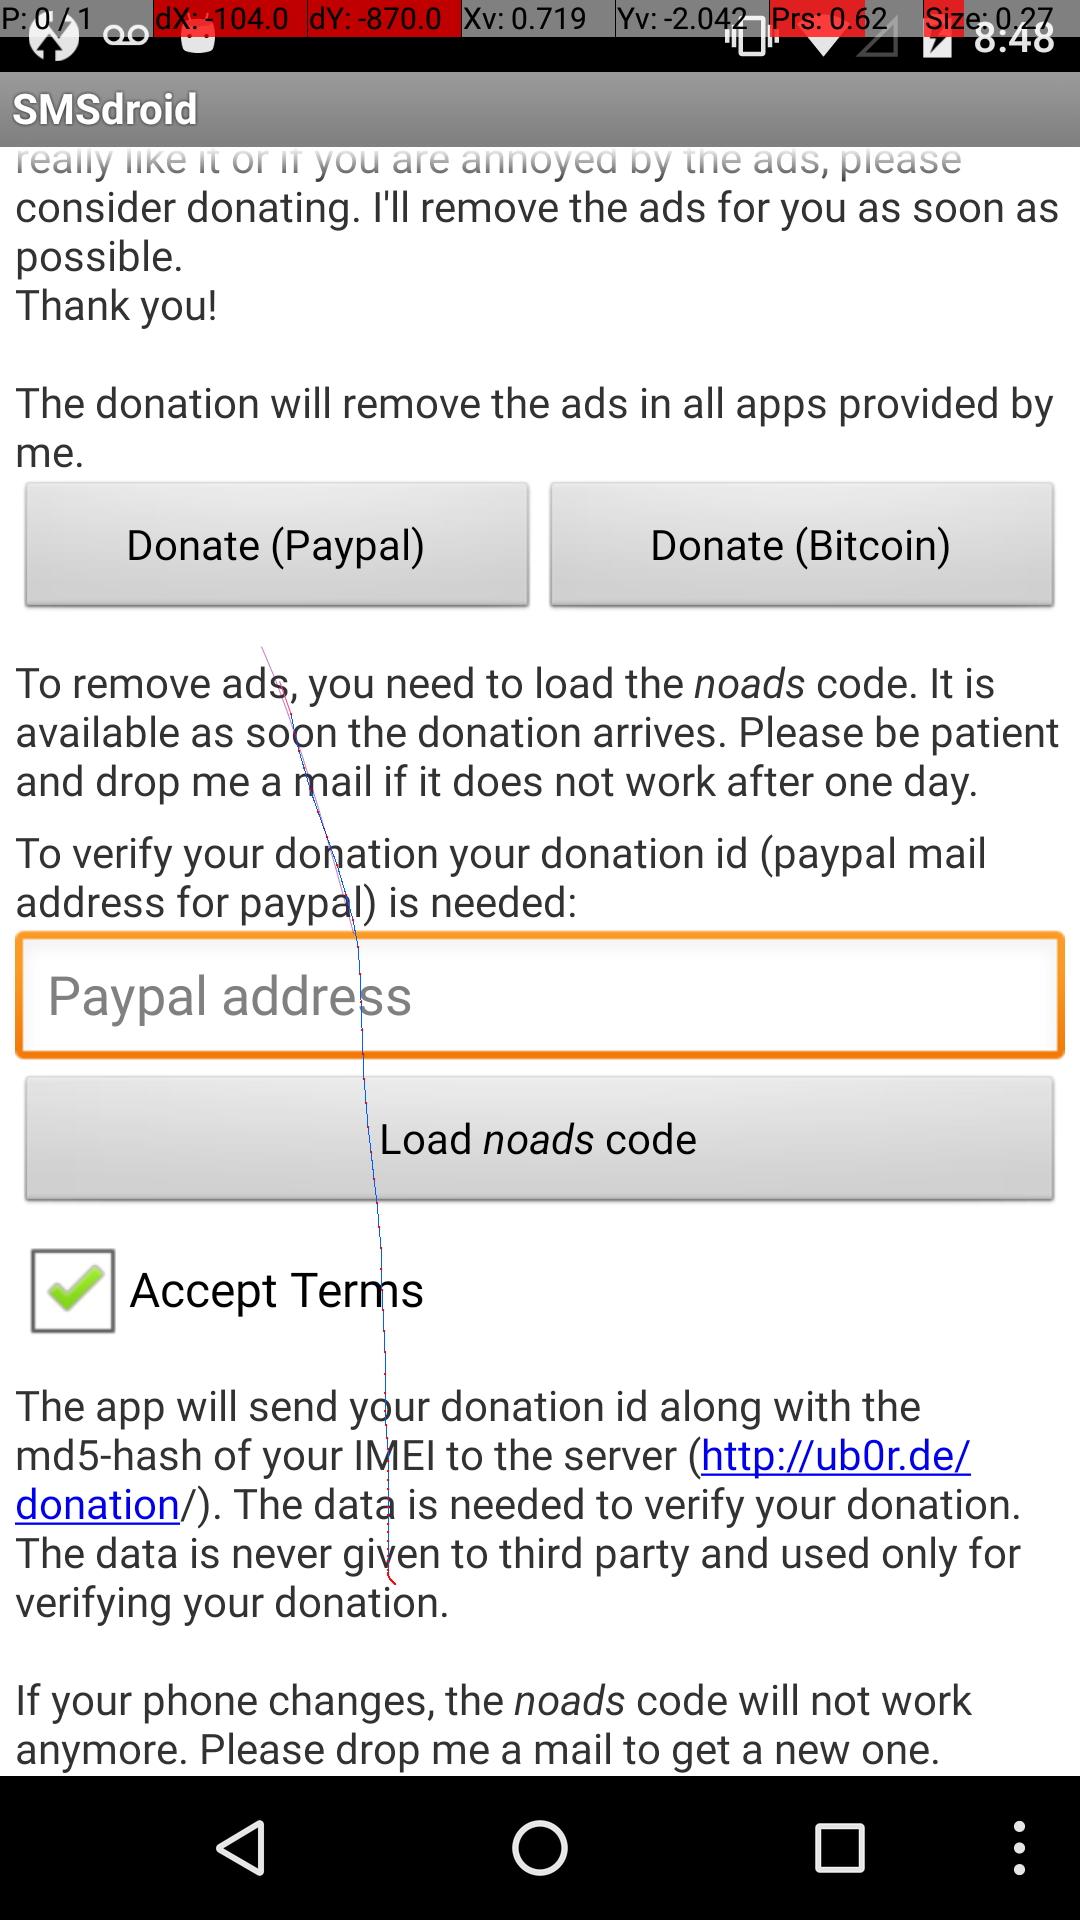 P: 0 / 1 dX: -104.0 dY: -870.0 Xv: 0.719 Yv: -2.042 Prs: 0.62 Size: 0.27
8:48
SMSdroid
really like it or if you are annoyed by the ads, please
consider donating. I'll remove the ads for you as soon as
possible.
Thank you!
The donation will remove the ads in all apps provided by
me.
Donate (Paypal) Donate (Bitcoin)
To remove ads, you need to load the noads code. It is
available as soon the donation arrives. Please be patient
and drop me a mail if it does not work after one day.
To verify your donation your donation id (paypal mail
address for paypal) is needed:
Paypal address
Load noads code
Accept Terms
The app will send your donation id along with the
md5-hash of your IMEI to the server (http://ub0r.de/
donation/). The data is needed to verify your donation.
The data is never given to third party and used only for
verifying your donation.
If your phone changes, the noads code will not work
anymore. Please drop me a mail to get a new one.